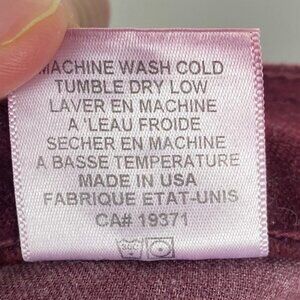 MACHINE WASH COLD
TUMBLE DRY LOW
LAVER EN MACHINE
A 'LEAU FROIDE
SECHER EN MACHINE
A BASSE TEMPERATURE
MADE IN USA
FABRIQUE ETAT-UNIS
CA# 19371